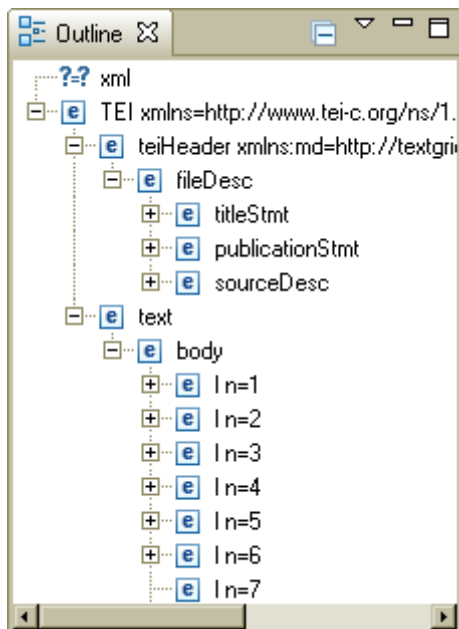 Outline
?=? xml
e TEI xmlns=http://www.tei-c.org/ns/1.
e teiHeader xmlns:md=http://textgri
e fileDesc
e titleStmt
e publicationStmt
e sourceDesc
e text
e body
e l n=1
e l n=2
e l n=3
e l n=4
e l n=5
e l n=6
e l n=7